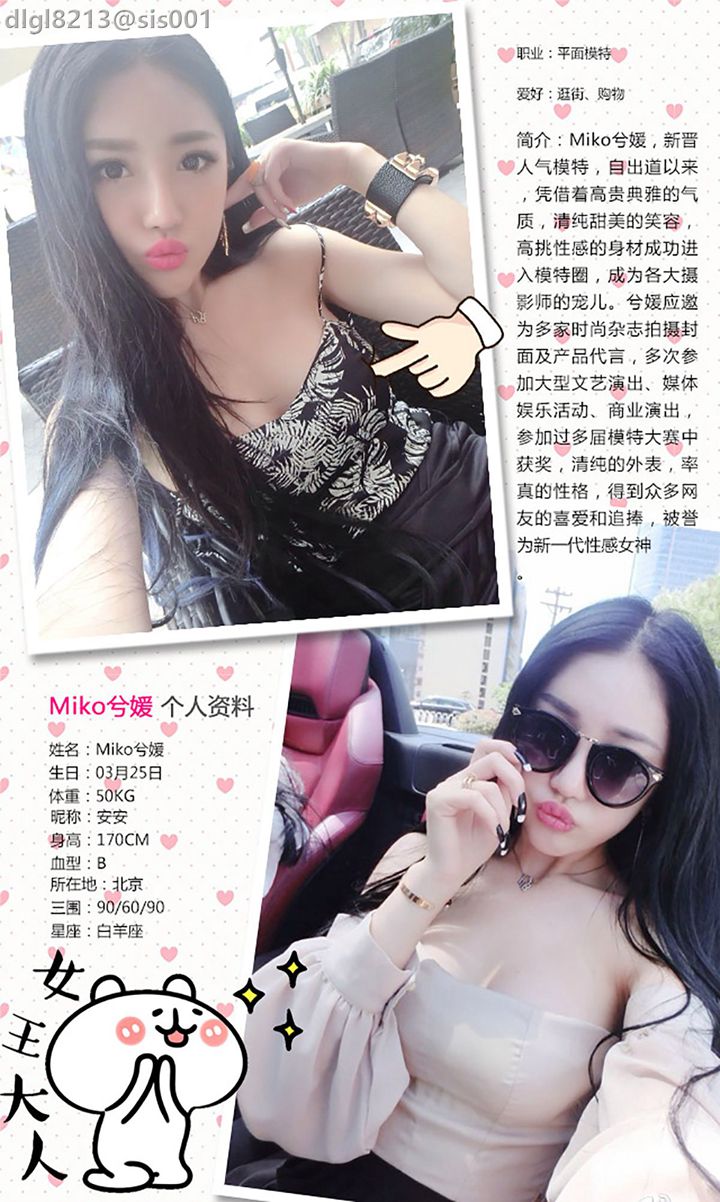 dlgl8213@sis001
职业：平面模特
爱好：逛街、购物
简介：Miko兮媛，新晋
人气模特，自出道以来
，凭借着高贵典雅的气
质，清纯甜美的笑容，
高挑性感的身材成功进
入模特圈，成为各大摄
影师的宠儿。兮媛应邀
为多家时尚杂志拍摄封
面及产品代言，多次参
加大型文艺演出、媒体
娱乐活动、商业演出，
参加过多届模特大赛中
获奖，清纯的外表，率
真的性格，得到众多网
友的喜爱和追捧，被誉
为新一代性感女神
。
Miko兮媛 个人资料
姓名：Miko兮媛
生日：03月25日
体重：50KG
昵称：安安
身高：170CM
血型：B
所在地：北京
三围：90/60/90
星座：白羊座
女王大人